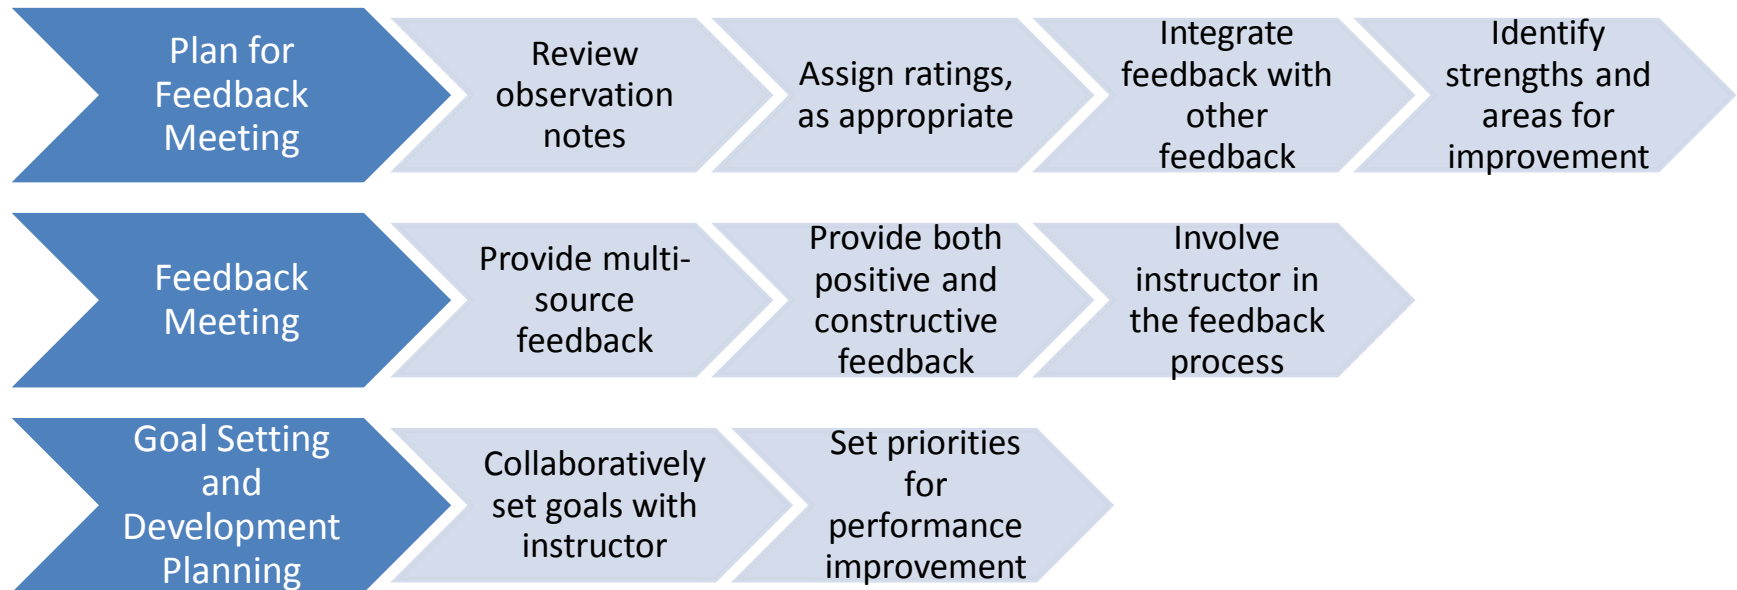 Plan for
Feedback
Meeting
Review
observation
notes
Assign ratings,
as appropriate
Integrate
feedback with
other
feedback
Identify
strengths and
areas for
improvement
Feedback
Meeting
Provide multi-
source
feedback
Provide both
positive and
constructive
feedback
Involve
instructor in
the feedback
process
Goal Setting
and
Development
Planning
Collaboratively
set goals with
instructor
Set priorities
for
performance
improvement